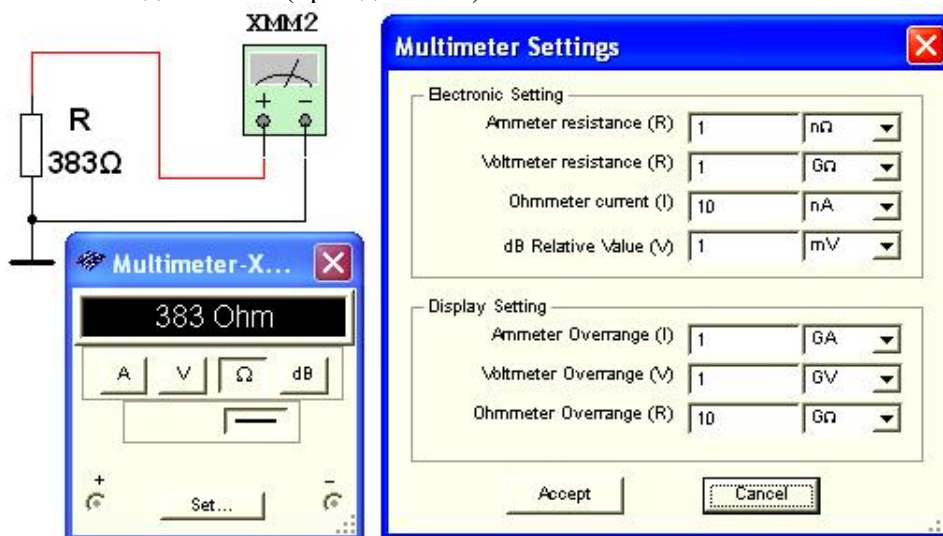 XMM2
+ −
R
383Ω
Multimeter-X...
383 Ohm
A V Ω dB
+ −
Set...
Multimeter Settings
Electronic Setting
Ammeter resistance (R) 1 nΩ
Voltmeter resistance (R) 1 GΩ
Ohmmeter current (I) 10 nA
dB Relative Value (V) 1 mV
Display Setting
Ammeter Overrange (I) 1 GA
Voltmeter Overrange (V) 1 GV
Ohmmeter Overrange (R) 10 GΩ
Accept Cancel